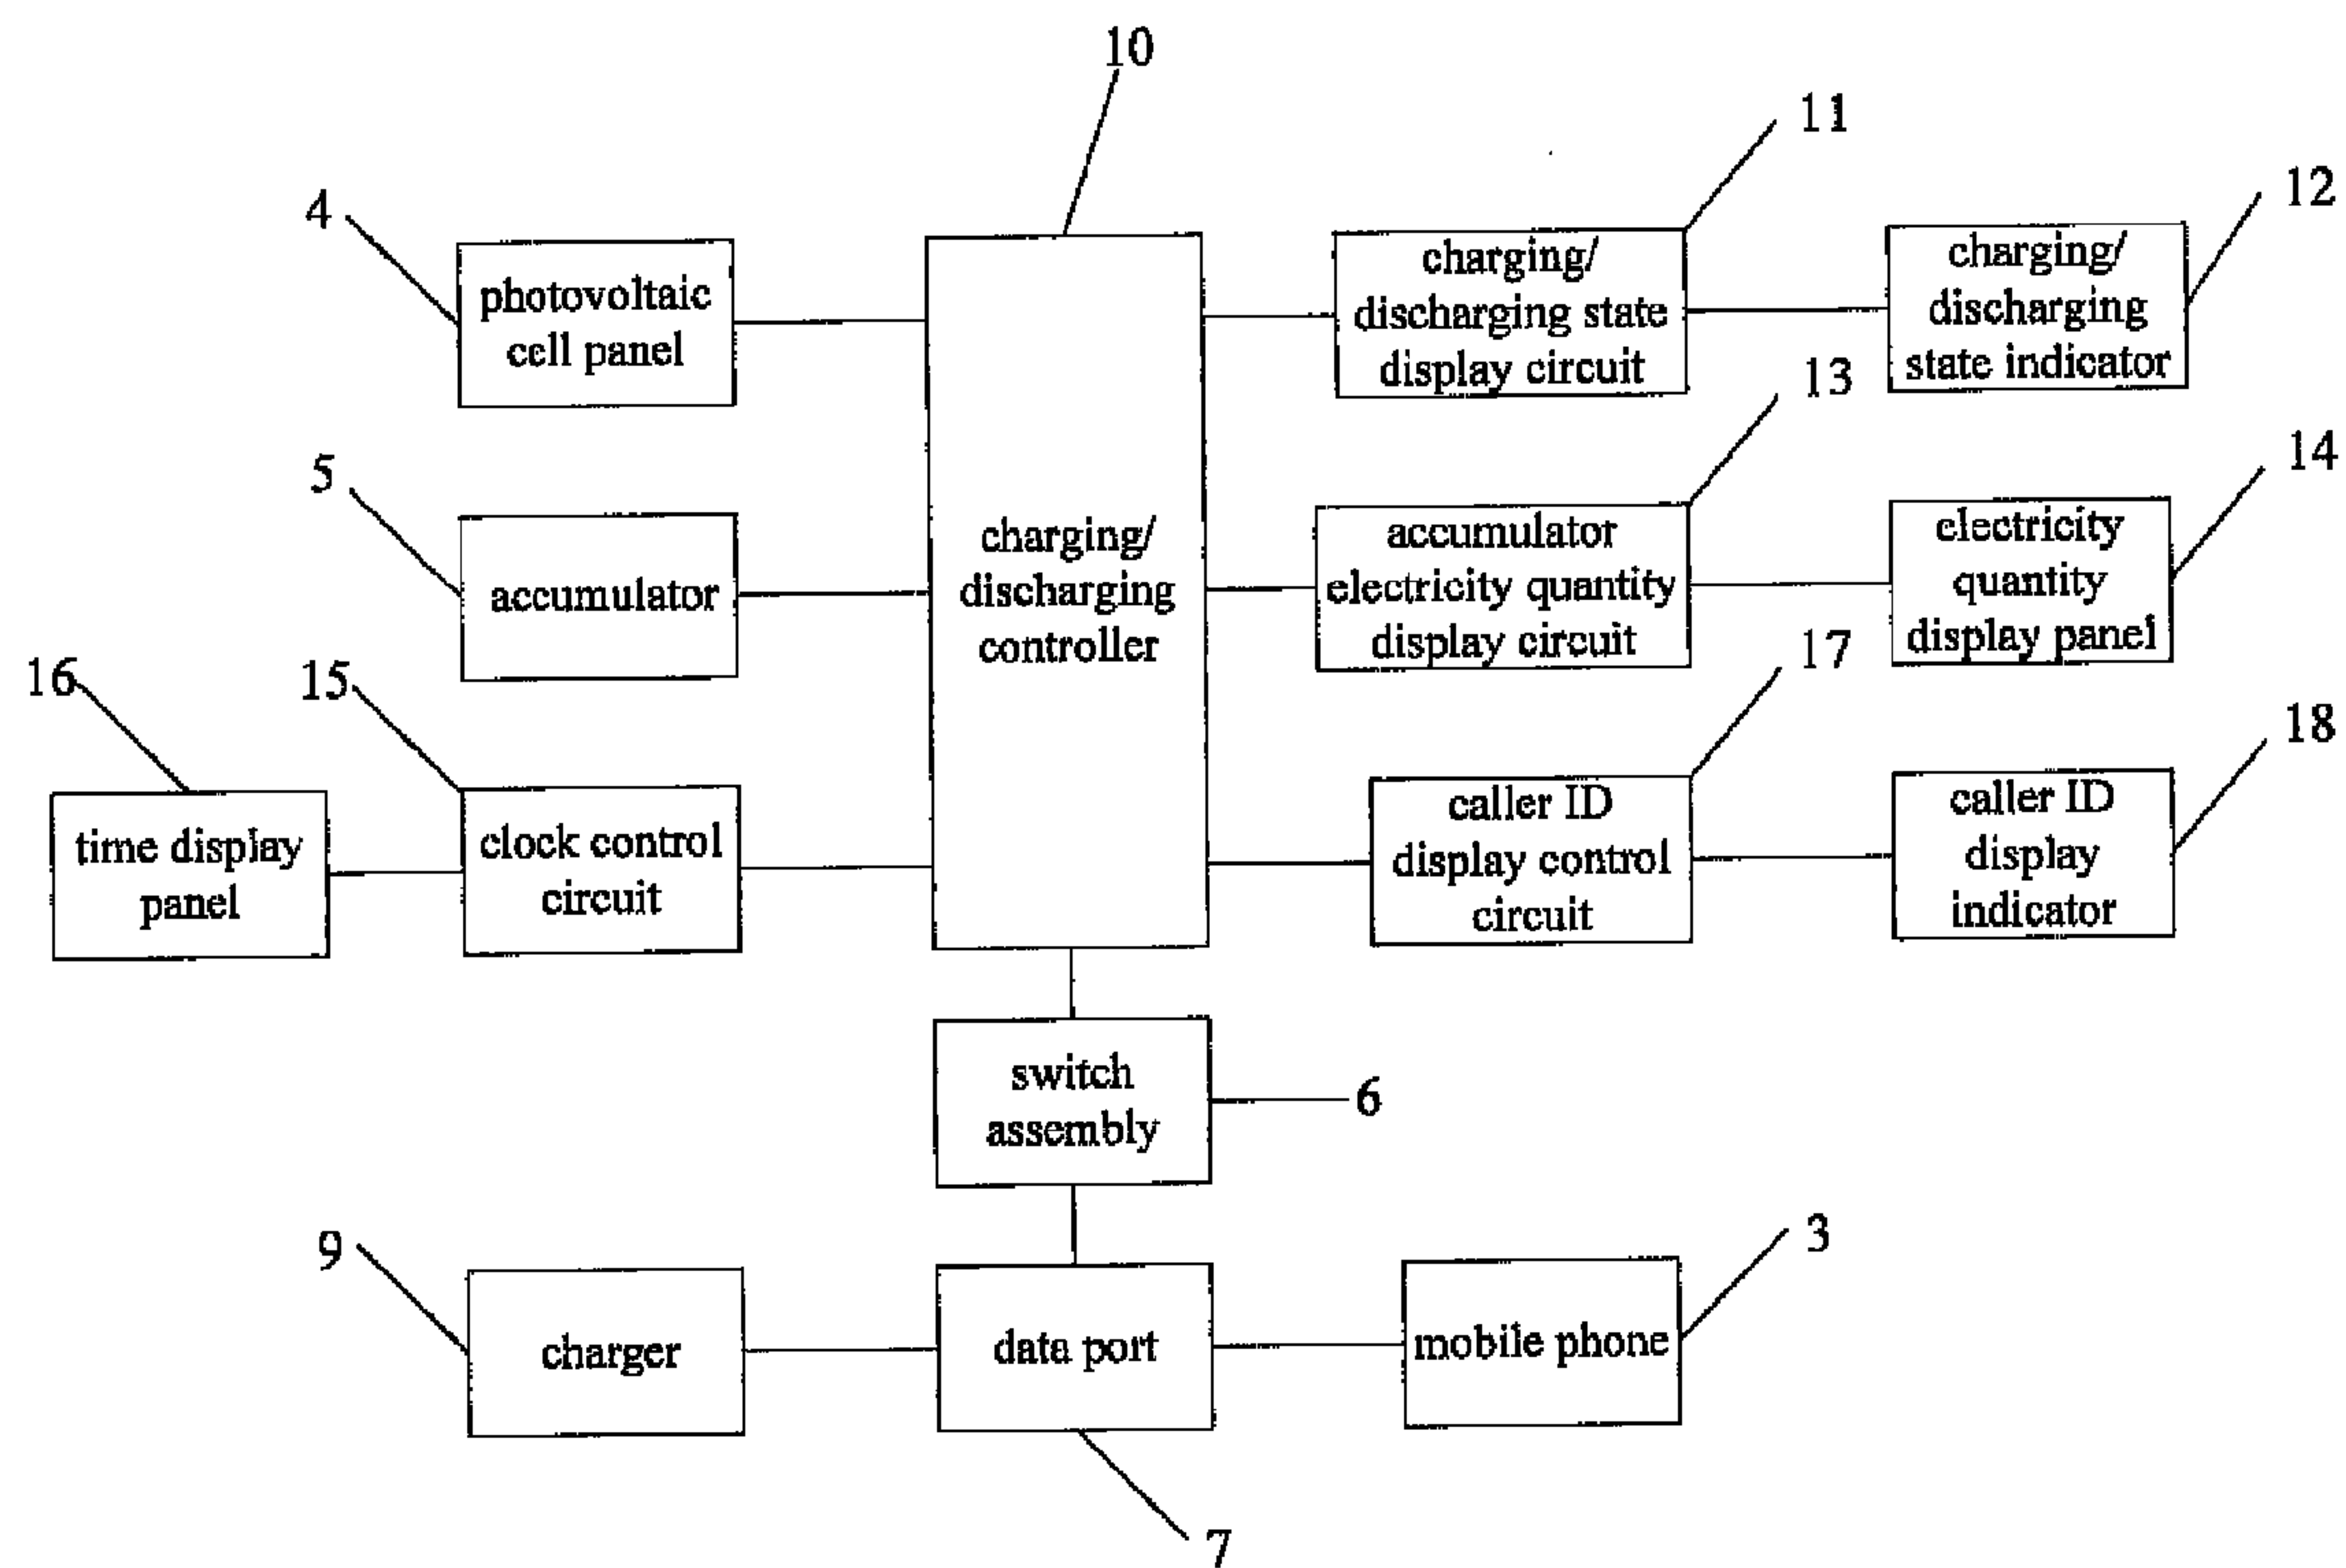 10
11
12
4
charging/
discharging state
display circuit
charging/
discharging
state indicator
photovoltaic
cell panel
13
14
5
accumulator
charging/
discharging
controller
accumulator
electricity quantity
display circuit
electricity
quantity
display panel
17
16
15
18
time display
panel
clock control
circuit
caller ID
display control
circuit
caller ID
display
indicator
switch
assembly
6
9
3
charger
data port
mobile phone
7